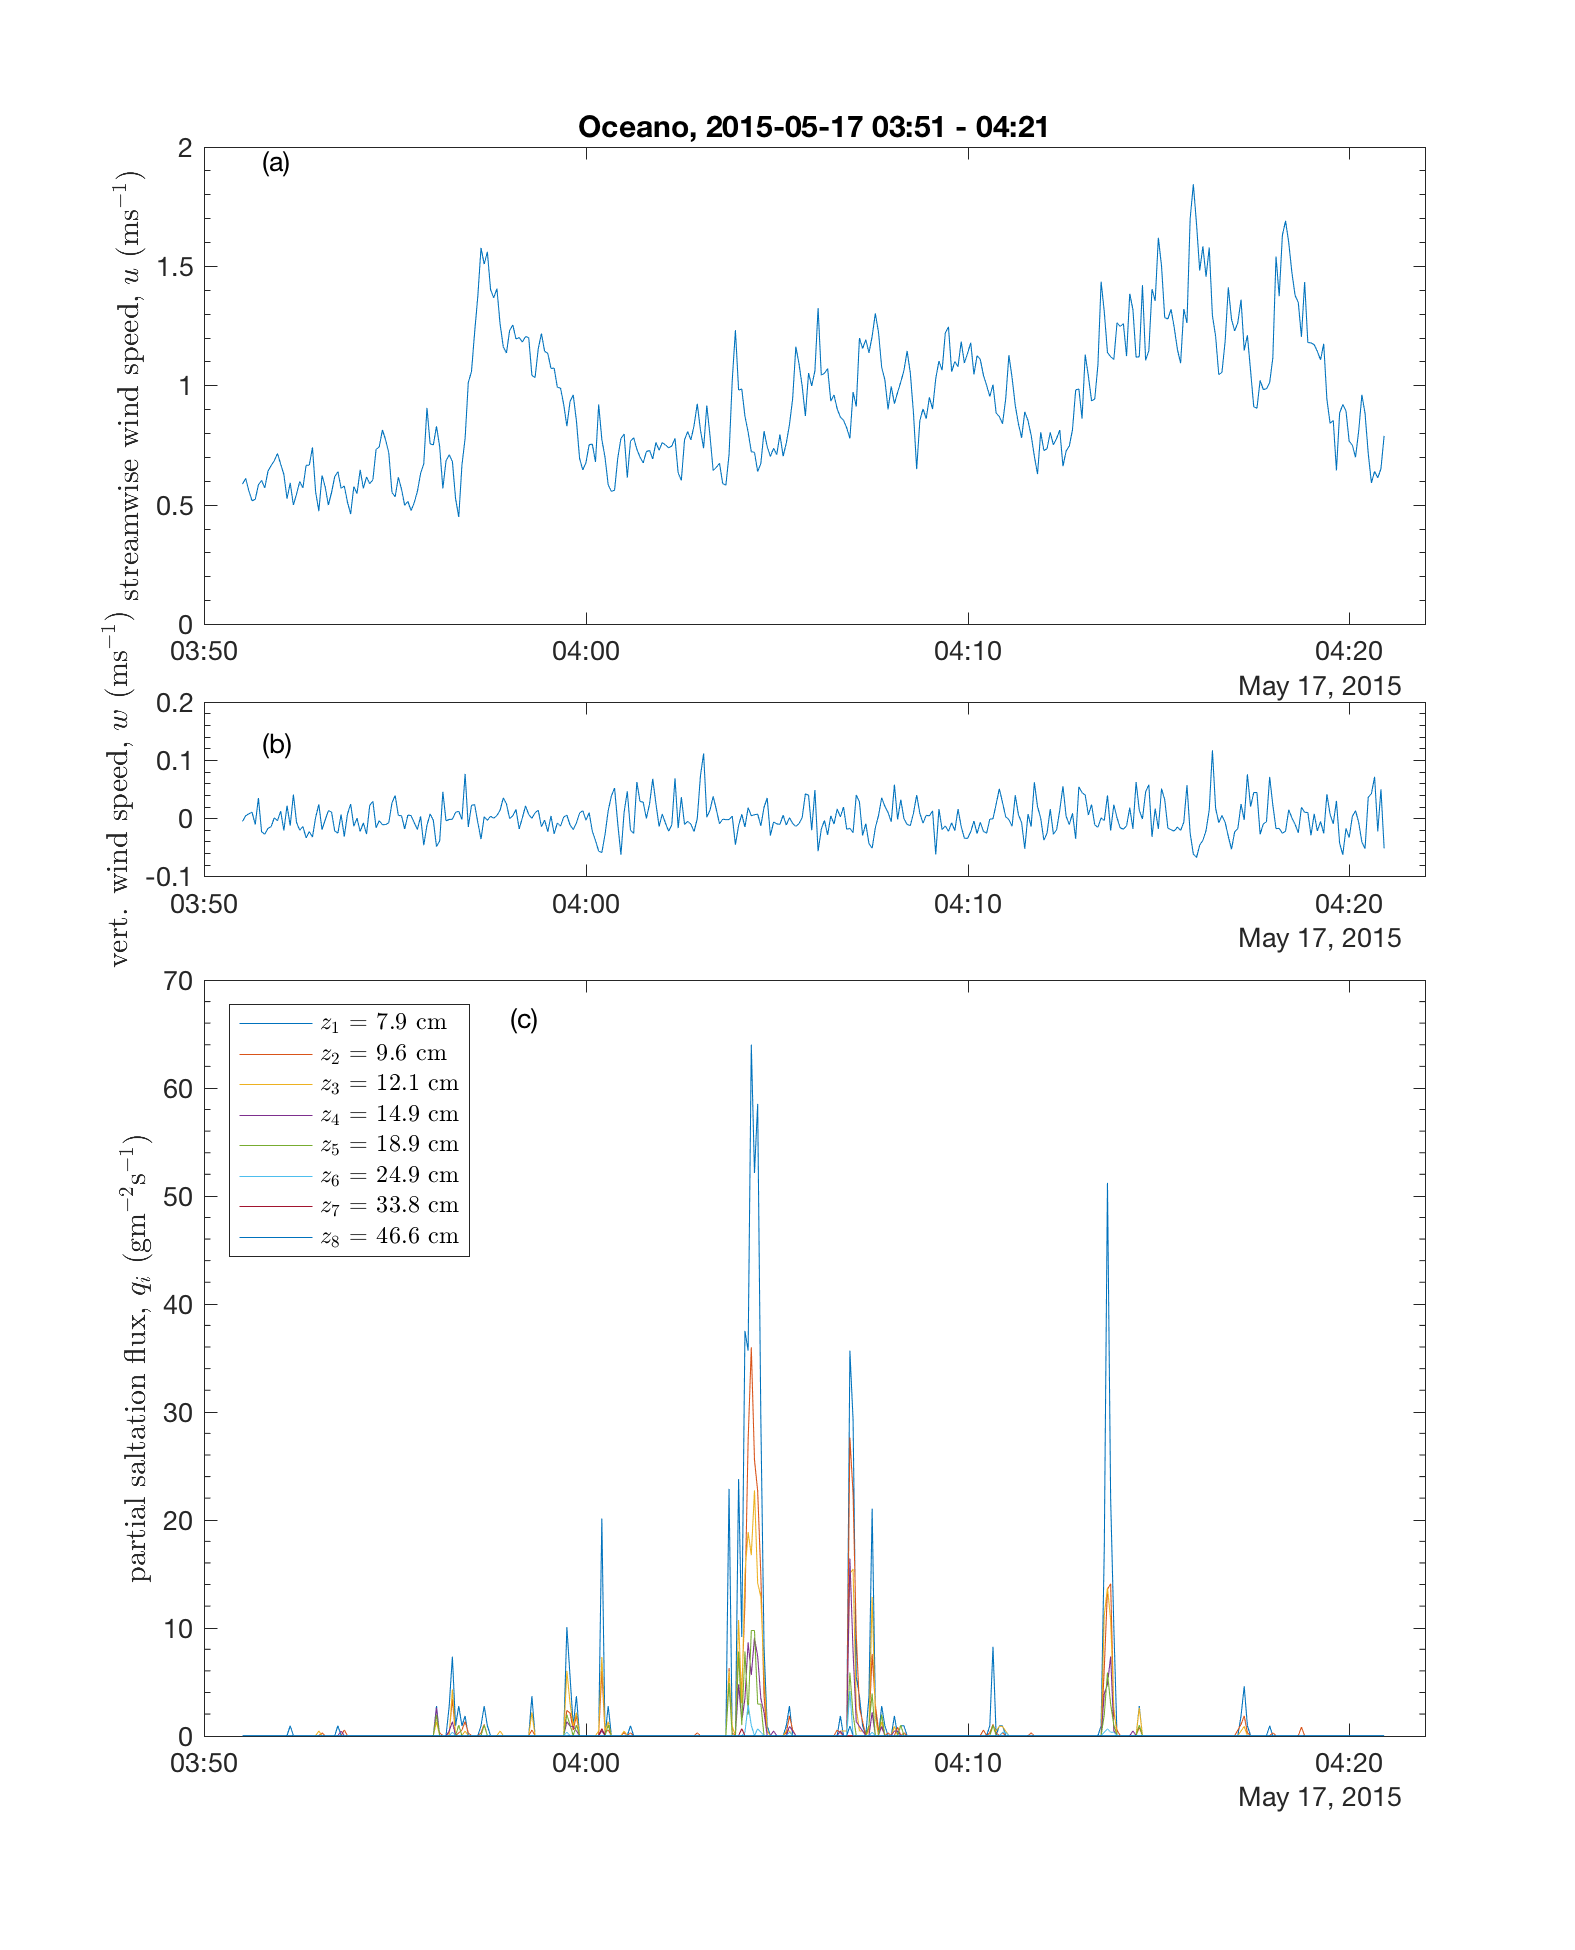 Oceano, 2015-05-17 03:51 - 04:21
(a)
streamwise wind speed, u (ms⁻¹)
2
1.5
1
0.5
0
03:50 04:00 04:10 04:20
May 17, 2015
(b)
vert. wind speed, w (ms⁻¹)
0.2
0.1
0
-0.1
03:50 04:00 04:10 04:20
May 17, 2015
(c)
partial saltation flux, qᵢ (gm⁻²s⁻¹)
70
60
50
40
30
20
10
0
z₁ = 7.9 cm
z₂ = 9.6 cm
z₃ = 12.1 cm
z₄ = 14.9 cm
z₅ = 18.9 cm
z₆ = 24.9 cm
z₇ = 33.8 cm
z₈ = 46.6 cm
03:50 04:00 04:10 04:20
May 17, 2015